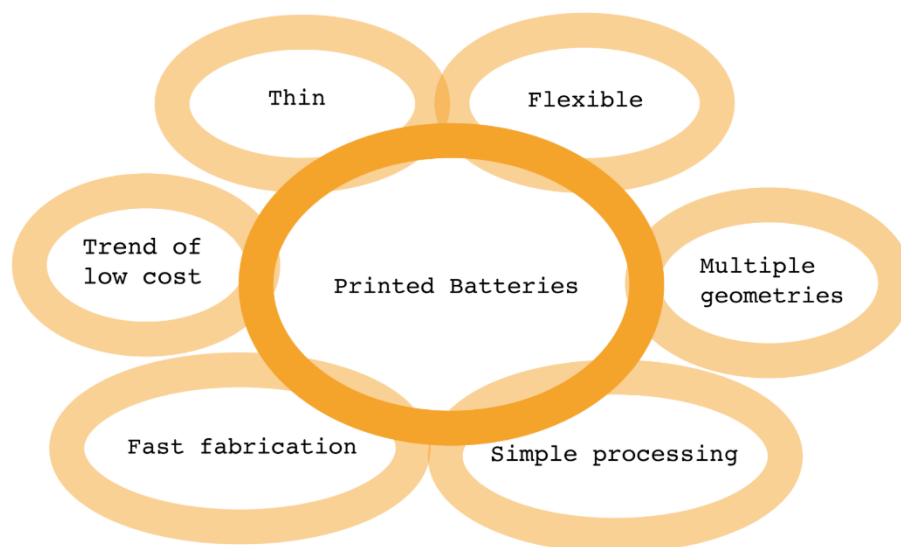 Thin
Flexible
Trend of
low cost
Printed Batteries
Multiple
geometries
Fast fabrication
Simple processing